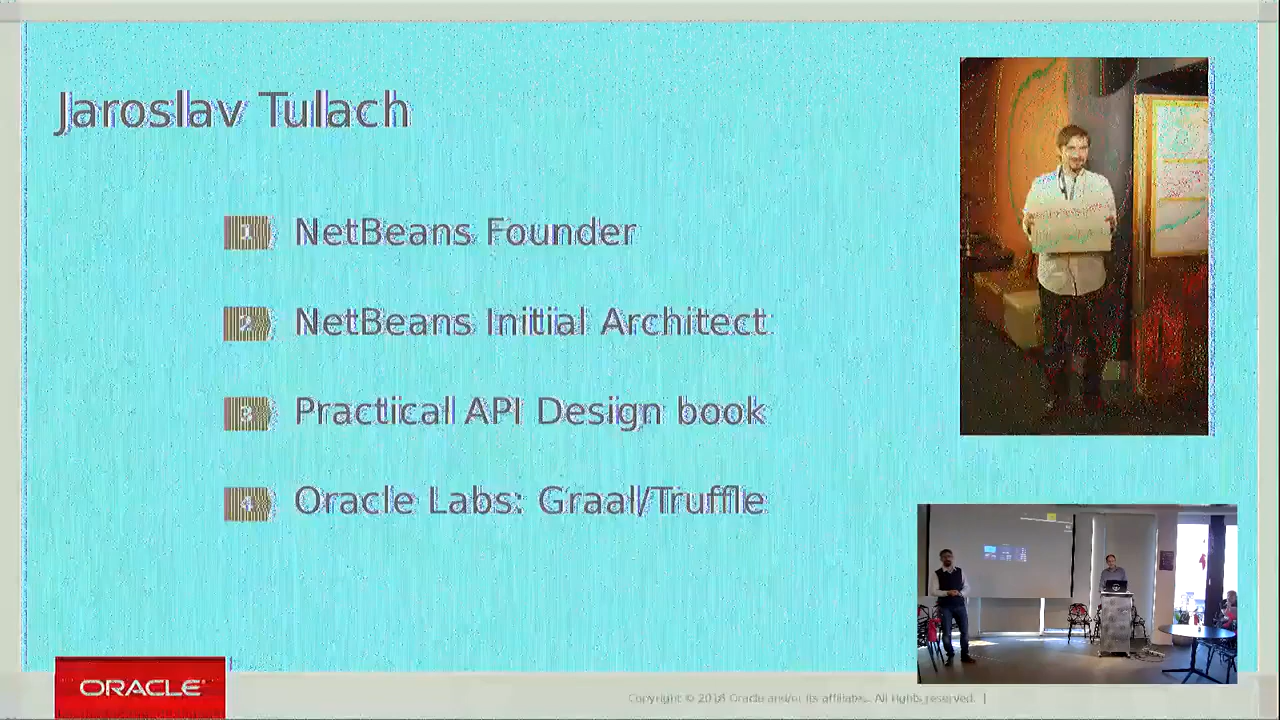 Jaroslav Tulach
1 NetBeans Founder
2 NetBeans Initial Architect
3 Practical API Design book
4 Oracle Labs: Graal/Truffle
ORACLE
Copyright © 2018 Oracle and/or its affiliates. All rights reserved. |